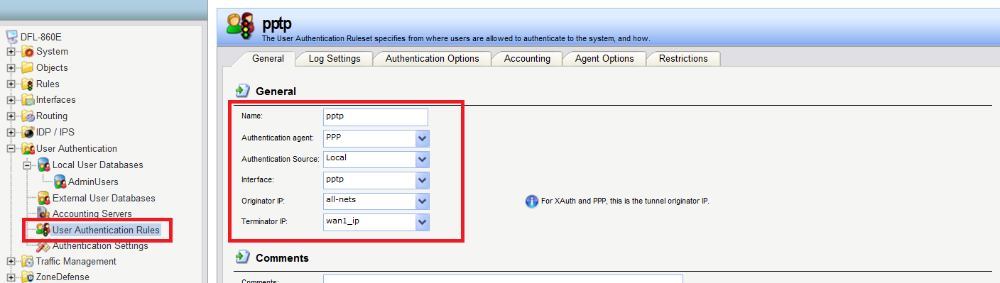 DFL-860E
System
Objects
Rules
Interfaces
Routing
IDP / IPS
User Authentication
Local User Databases
AdminUsers
External User Databases
Accounting Servers
User Authentication Rules
Authentication Settings
Traffic Management
ZoneDefense
pptp
The User Authentication Ruleset specifies from where users are allowed to authenticate to the system, and how.
General Log Settings Authentication Options Accounting Agent Options Restrictions
General
Name: pptp
Authentication agent: PPP
Authentication Source: Local
Interface: pptp
Originator IP: all-nets For XAuth and PPP, this is the tunnel originator IP.
Terminator IP: wan1_ip
Comments
Comments: